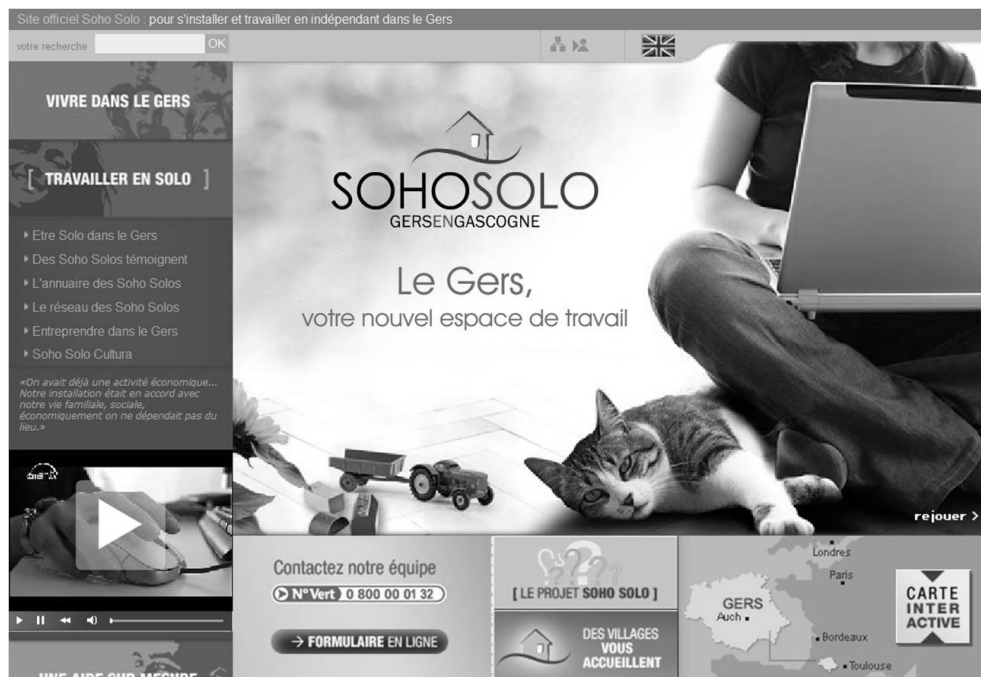 Site officiel Soho Solo : pour s'installer et travailler en indépendant dans le Gers
votre recherche OK
VIVRE DANS LE GERS
[ TRAVAILLER EN SOLO ]
Etre Solo dans le Gers
Des Soho Solos témoignent
L'annuaire des Soho Solos
Le réseau des Soho Solos
Entreprendre dans le Gers
Soho Solo Cultura
«On avait déjà une activité économique...
Notre installation était en accord avec
notre vie familiale, sociale,
économiquement on ne dépendait pas du
lieu.»
UNE AIDE SUR MESURE
SOHOSOLO
GERSENGASCOGNE
Le Gers,
votre nouvel espace de travail
rejouer >
Contactez notre équipe
N°Vert 0 800 00 01 32
→ FORMULAIRE EN LIGNE
[ LE PROJET SOHO SOLO ]
DES VILLAGES
VOUS
ACCUEILLENT
Londres
Paris
GERS
Auch
Bordeaux
Toulouse
CARTE
INTER
ACTIVE